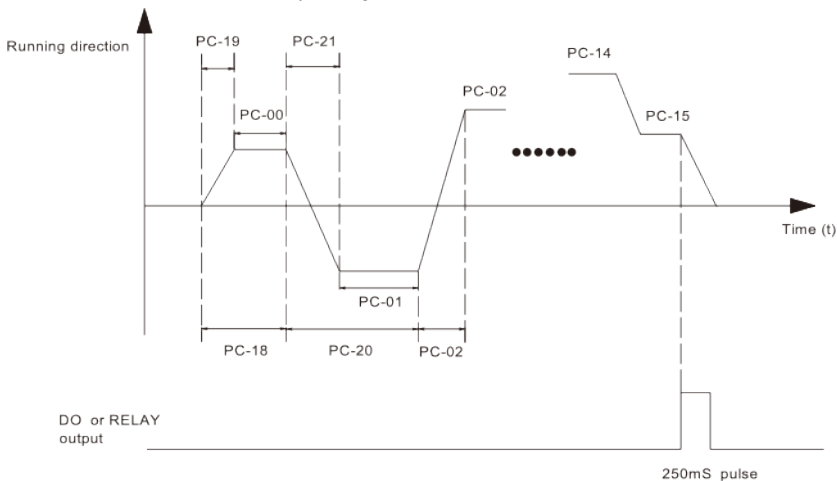 PC-14
Running direction
PC-19
PC-21
PC-02
PC-00
PC-15
Time (t)
PC-01
PC-18
PC-20
PC-02
DO or RELAY
output
250mS pulse